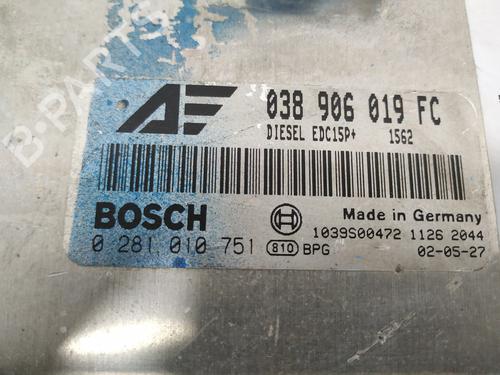 B-PARTS
AE
038 906 019 FC
DIESEL EDC15P+ 1562
BOSCH
Made in Germany
0 281 010 751
810 BPG
1039S00472 1126 2044
02-05-27